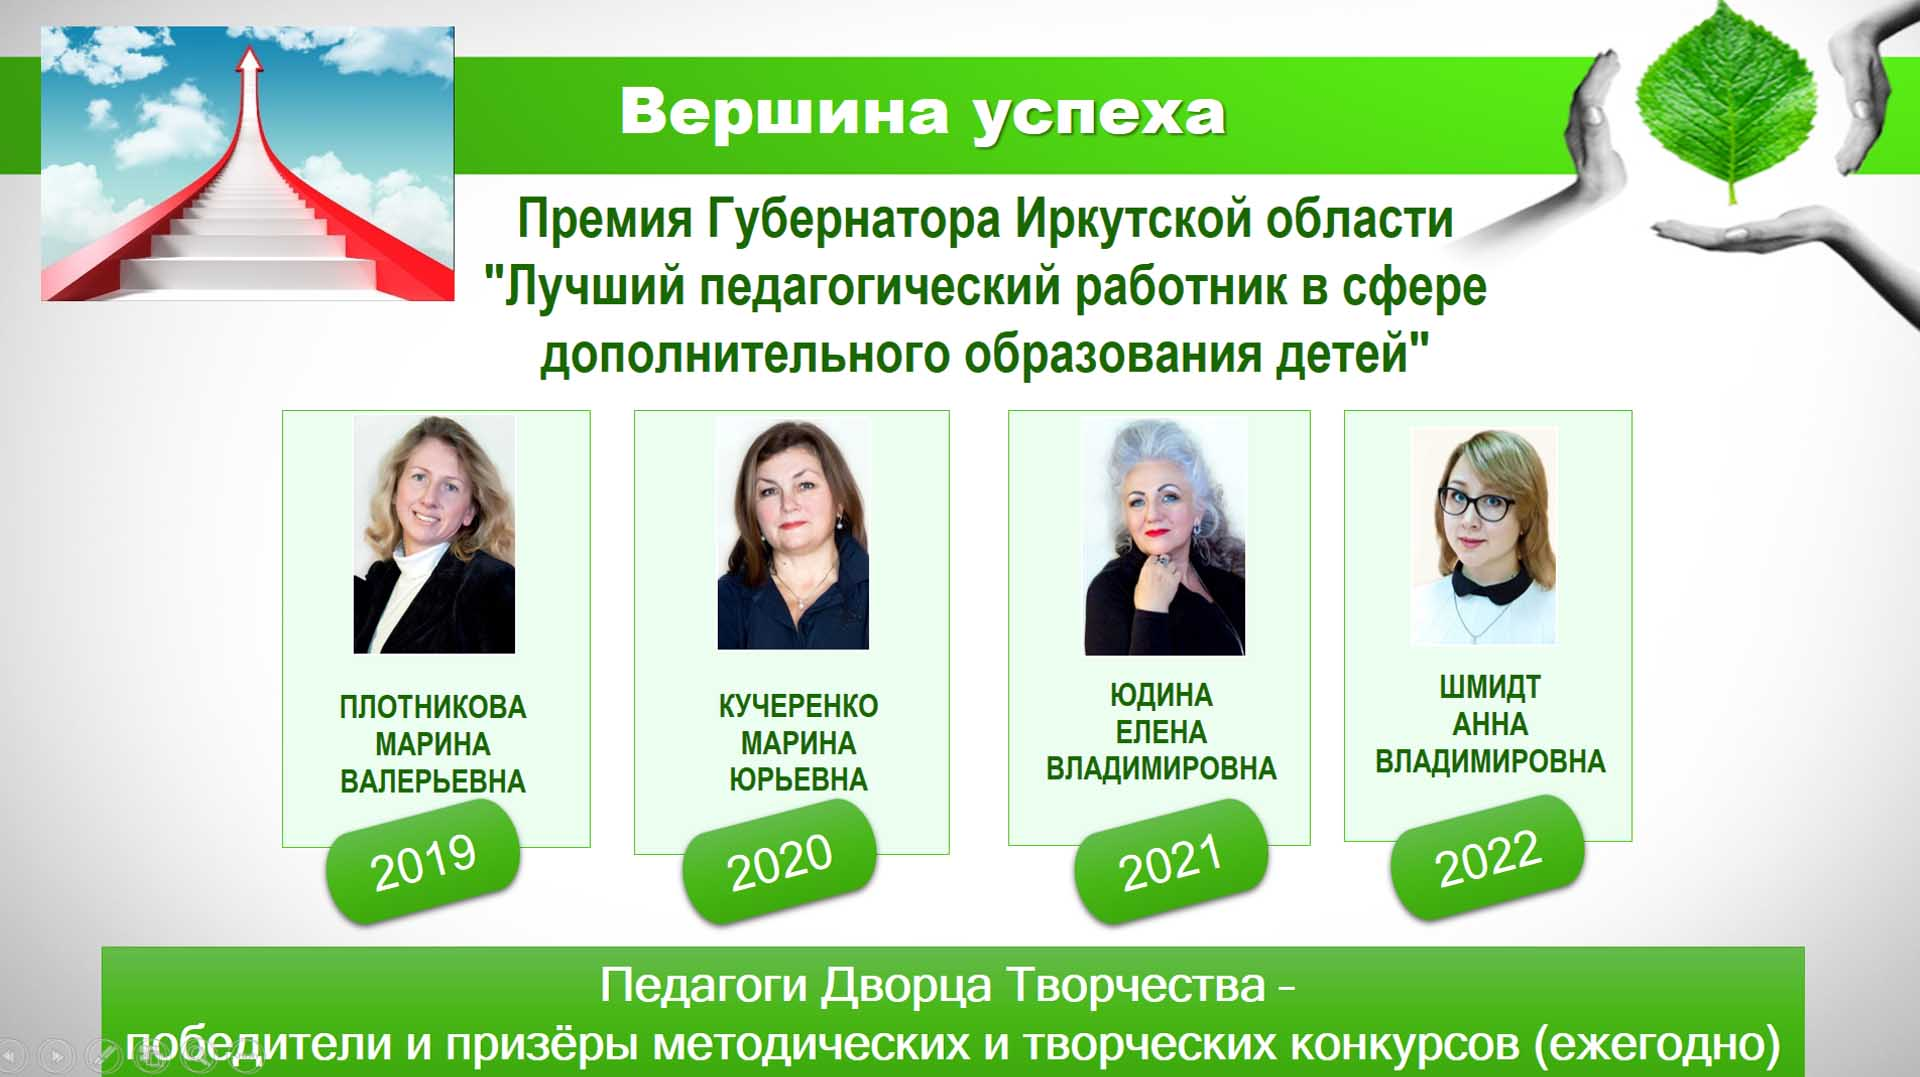 Вершина успеха
Премия Губернатора Иркутской области
"Лучший педагогический работник в сфере
дополнительного образования детей"
ПЛОТНИКОВА
МАРИНА
ВАЛЕРЬЕВНА
2019
КУЧЕРЕНКО
МАРИНА
ЮРЬЕВНА
2020
ЮДИНА
ЕЛЕНА
ВЛАДИМИРОВНА
2021
ШМИДТ
АННА
ВЛАДИМИРОВНА
2022
Педагоги Дворца Творчества –
победители и призёры методических и творческих конкурсов (ежегодно)